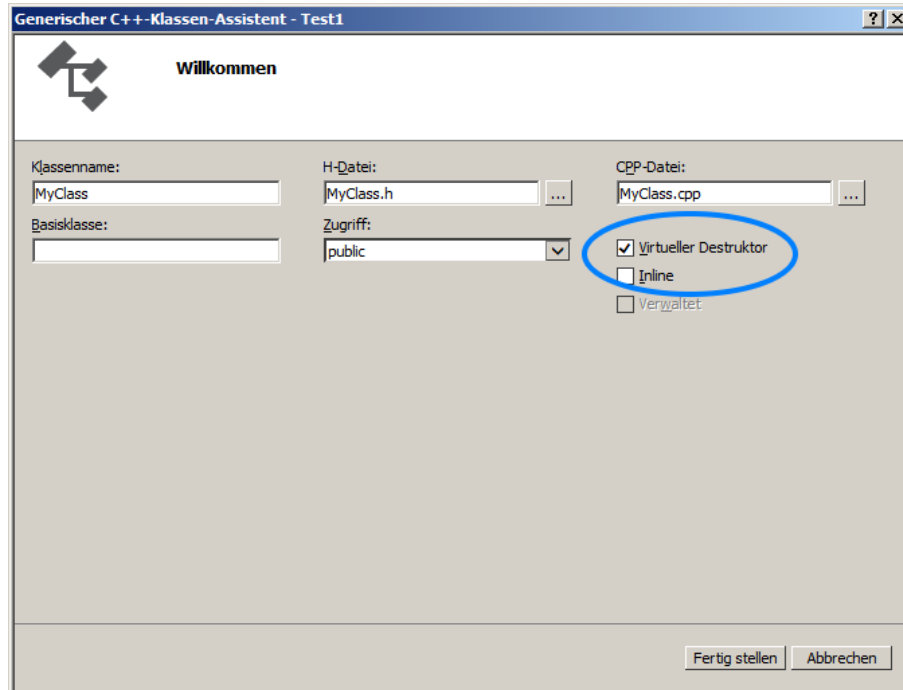 Generischer C++-Klassen-Assistent - Test1
Willkommen
Klassenname:
H-Datei:
CPP-Datei:
MyClass
MyClass.h
...
MyClass.cpp
...
Basisklasse:
Zugriff:
public
Virtueller Destruktor
Inline
Verwaltet
Fertig stellen
Abbrechen